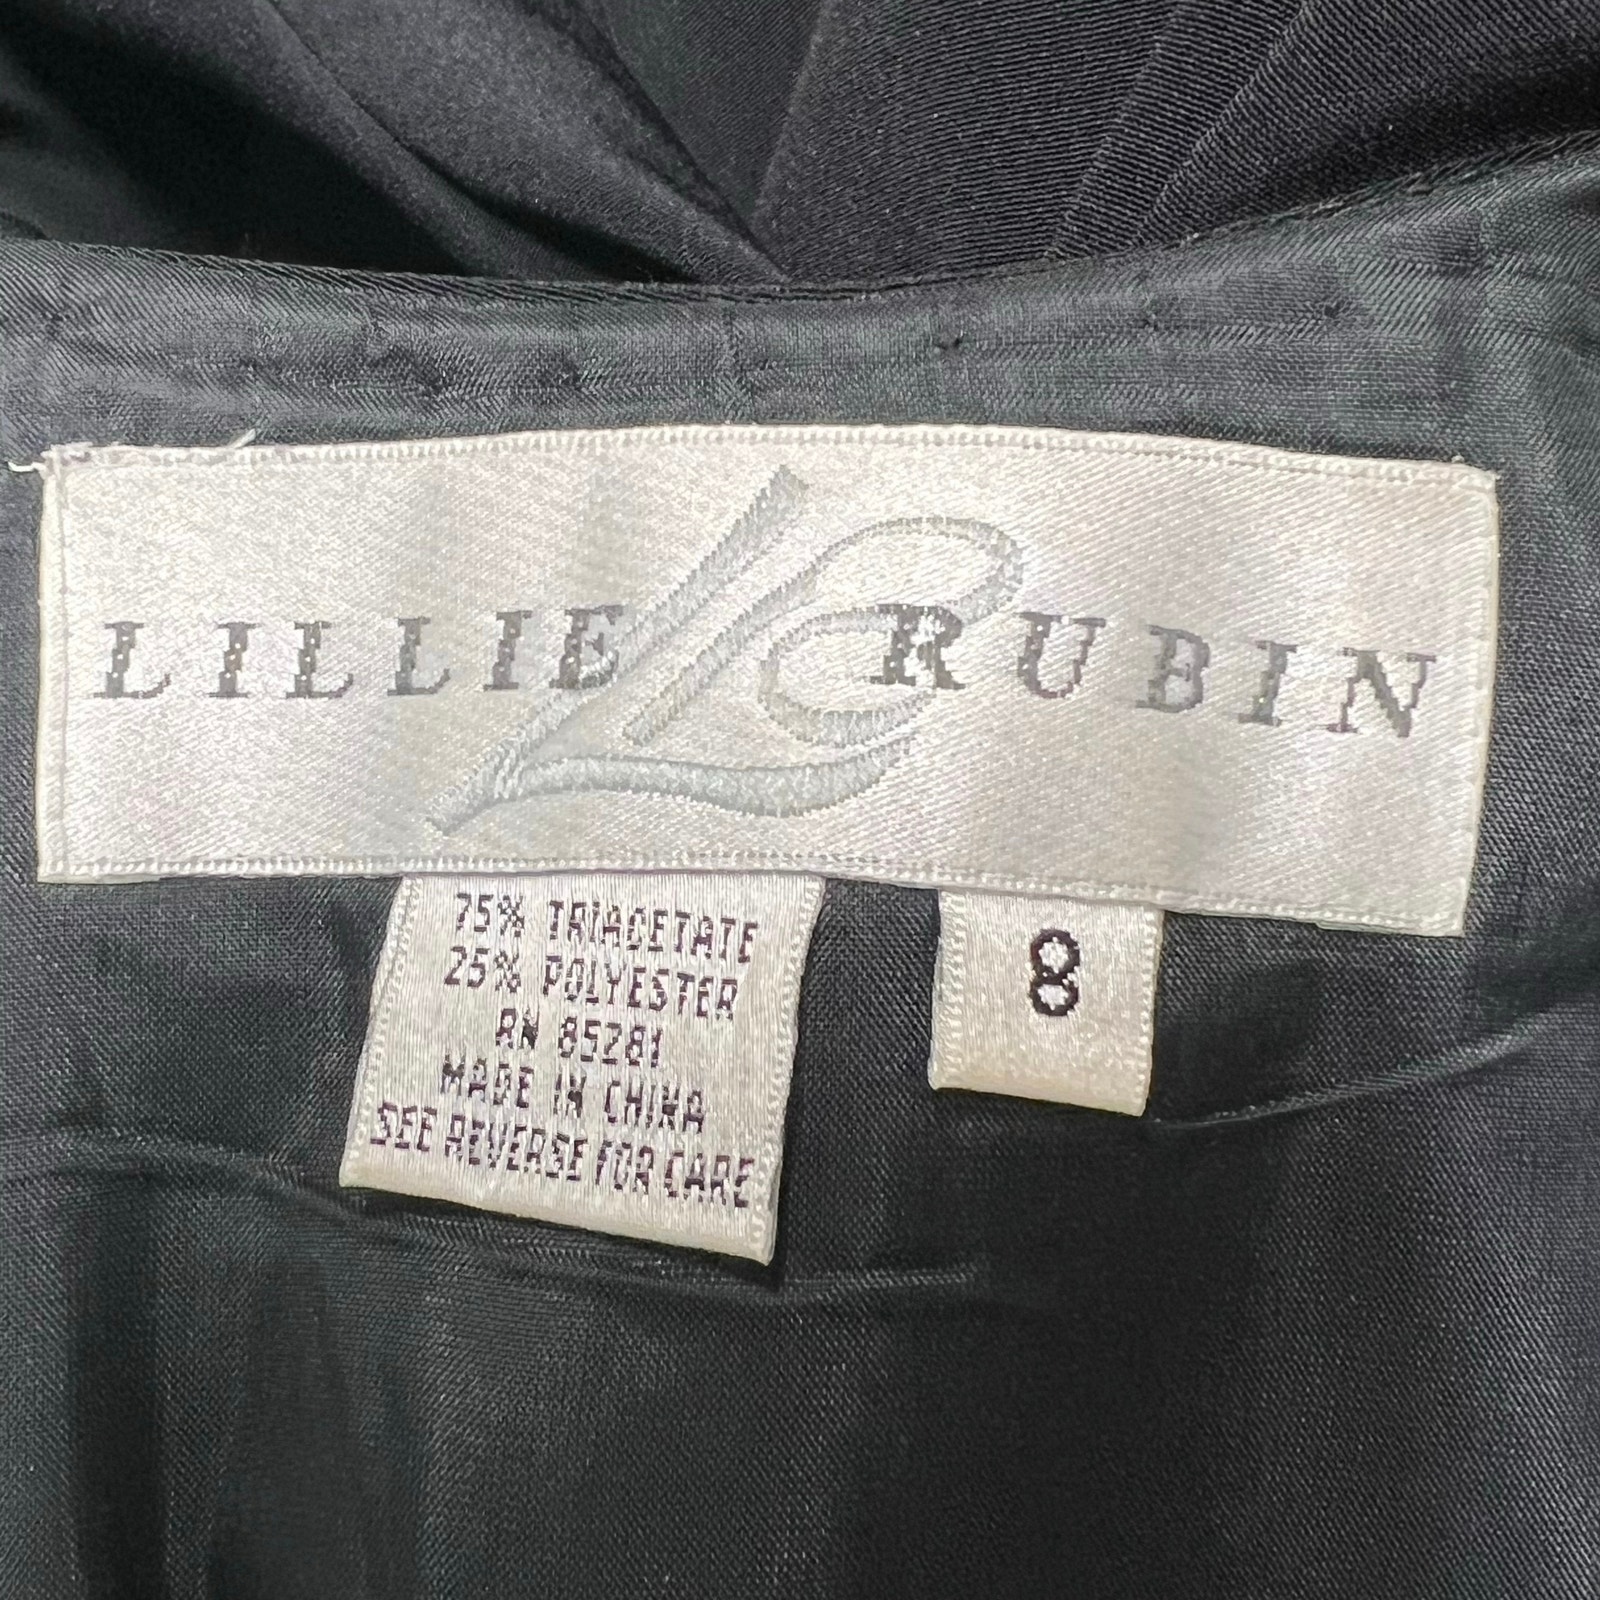 LILLIE RUBIN
75% TRIACETATE
25% POLYESTER
RN 85281
MADE IN CHINA
SEE REVERSE FOR CARE
8